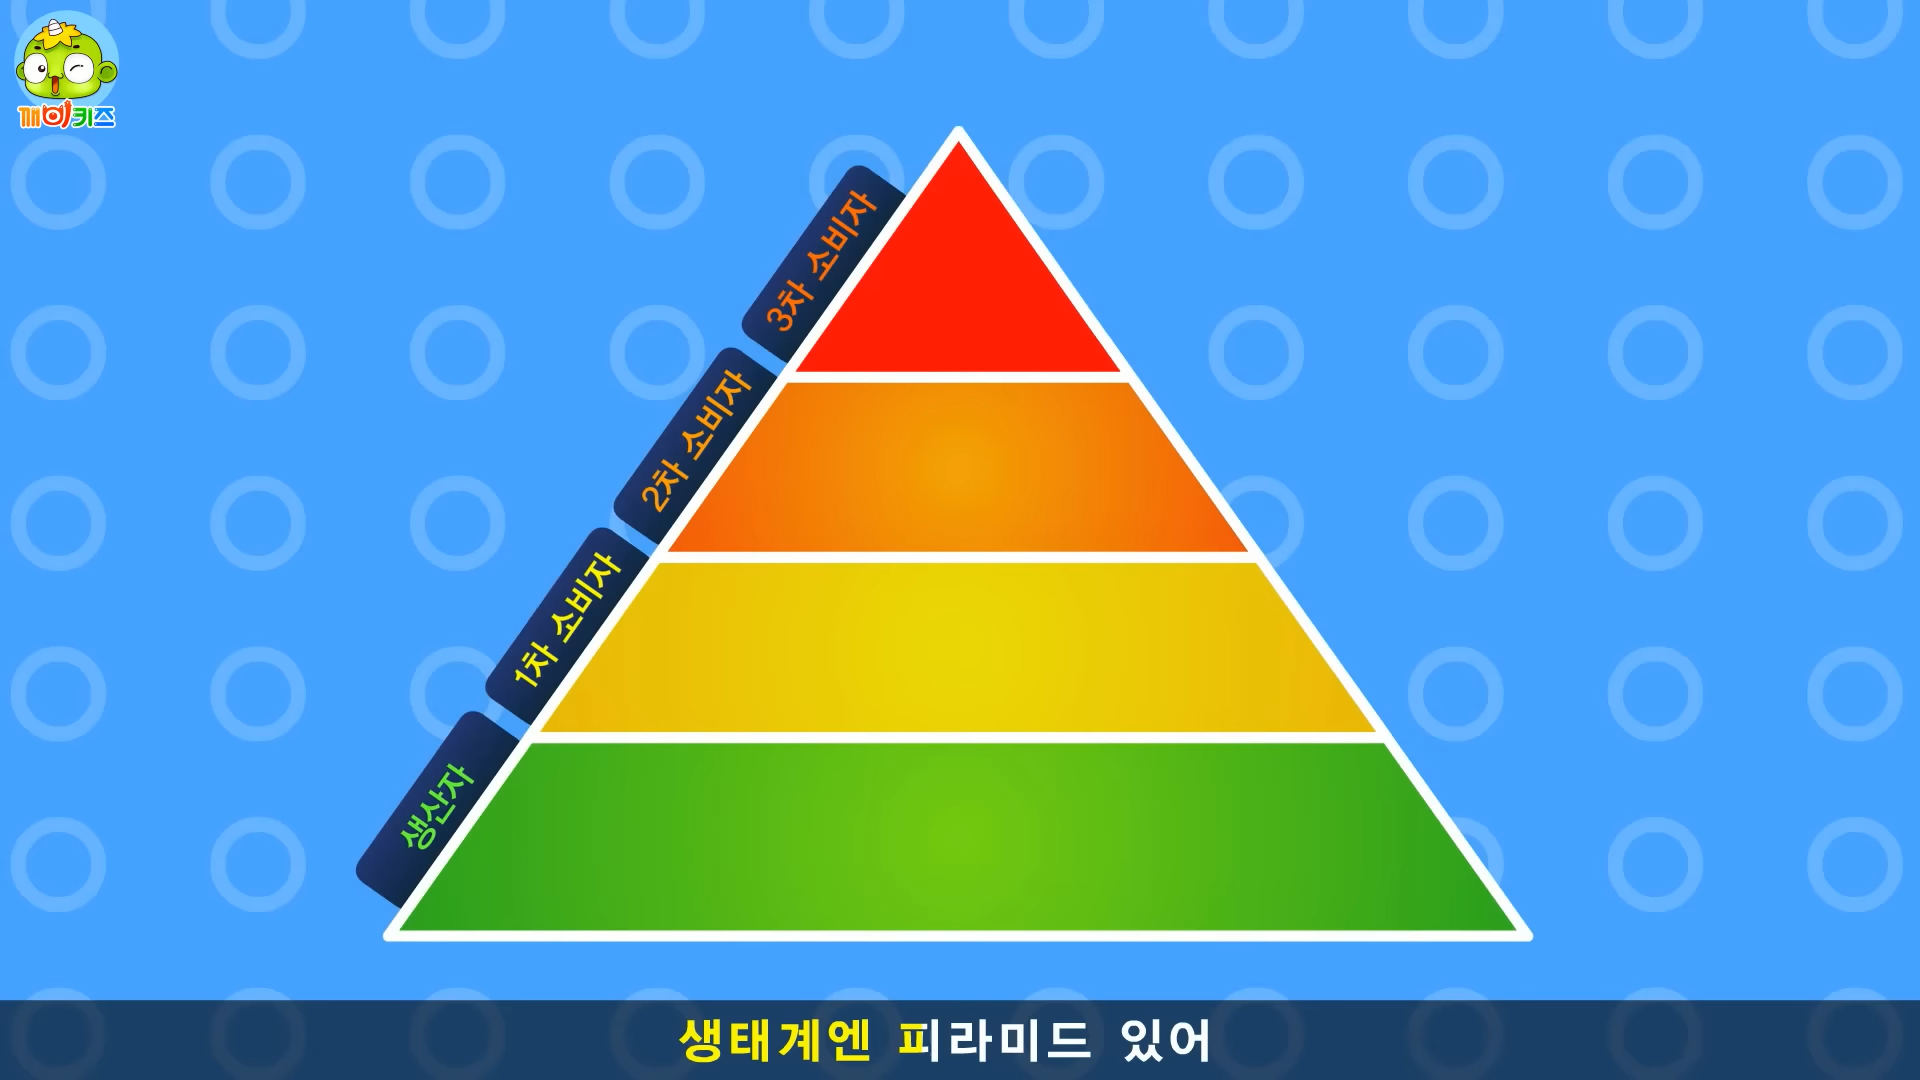 깨비키즈
3차 소비자
2차 소비자
1차 소비자
생산자
생태계엔 피라미드 있어